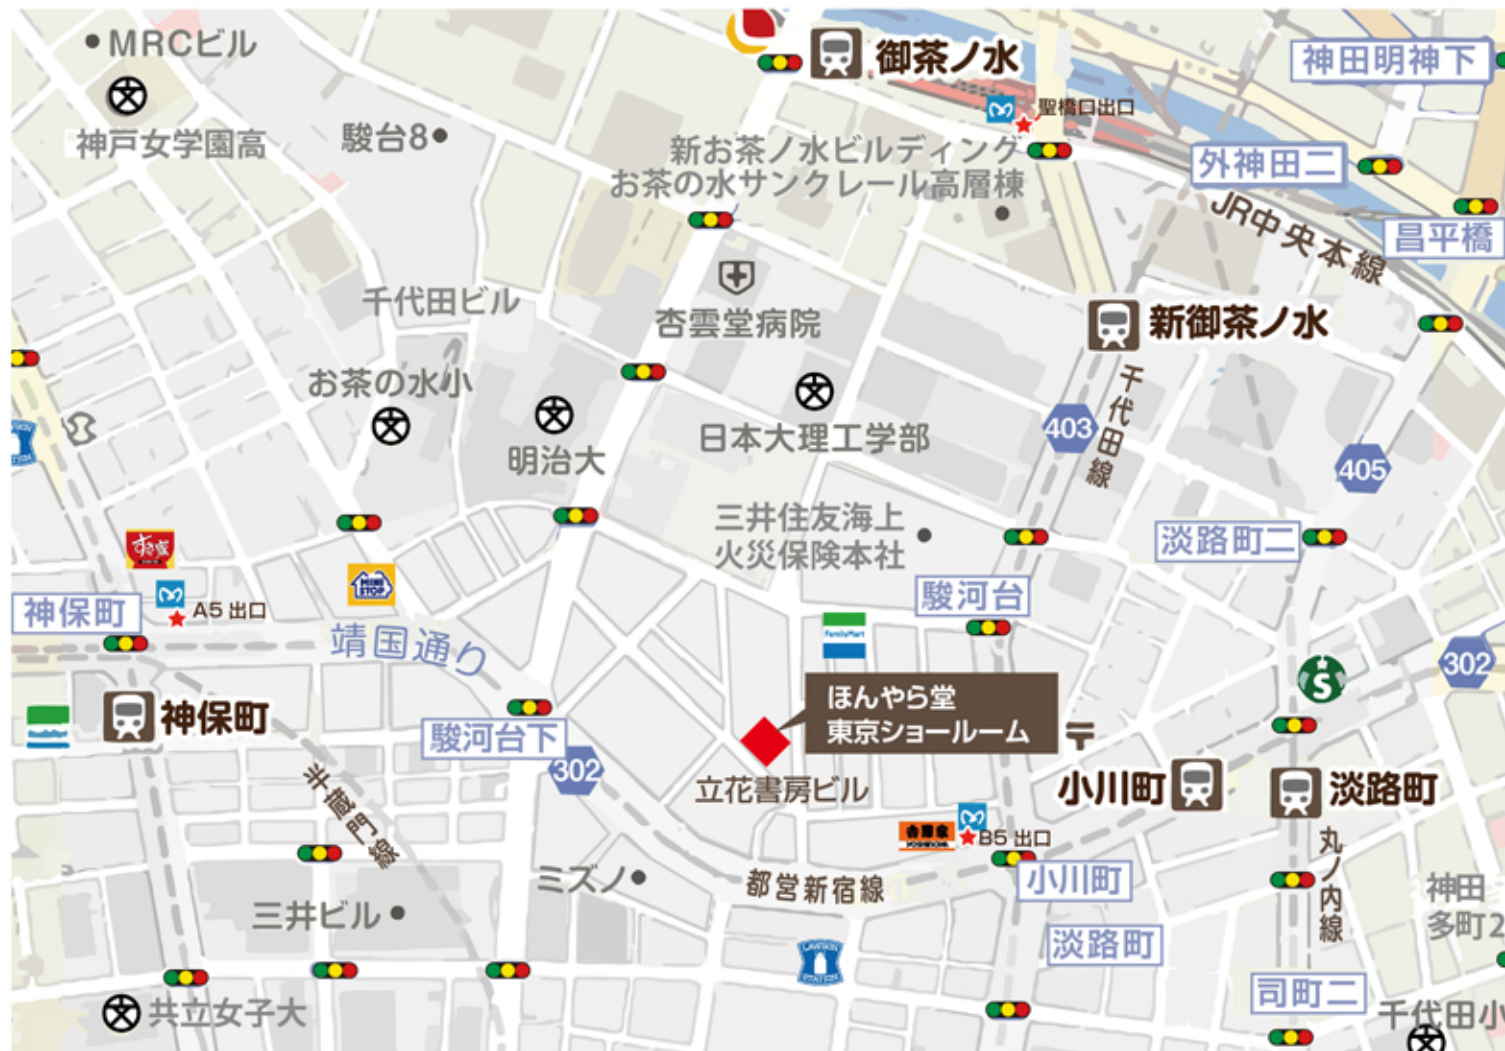 MRCビル
御茶ノ水
神田明神下
聖橋口出口
神戸女学園高
駿台8
新お茶ノ水ビルディング
お茶の水サンクレール高層棟
外神田二
JR中央本線
昌平橋
千代田ビル
杏雲堂病院
新御茶ノ水
お茶の水小
明治大
日本大理工学部
403
千代田線
405
三井住友海上
火災保険本社
淡路町二
すき家
MINI
STOP
A5 出口
神保町
靖国通り
駿河台
FamilyMart
302
ほんやら堂
東京ショールーム
神保町
駿河台下
302
立花書房ビル
小川町
淡路町
半蔵門線
吉野家
B5 出口
小川町
丸ノ内線
ミズノ
都営新宿線
三井ビル
神田
多町2
淡路町
LAWSON
STATION
司町二
共立女子大
千代田小